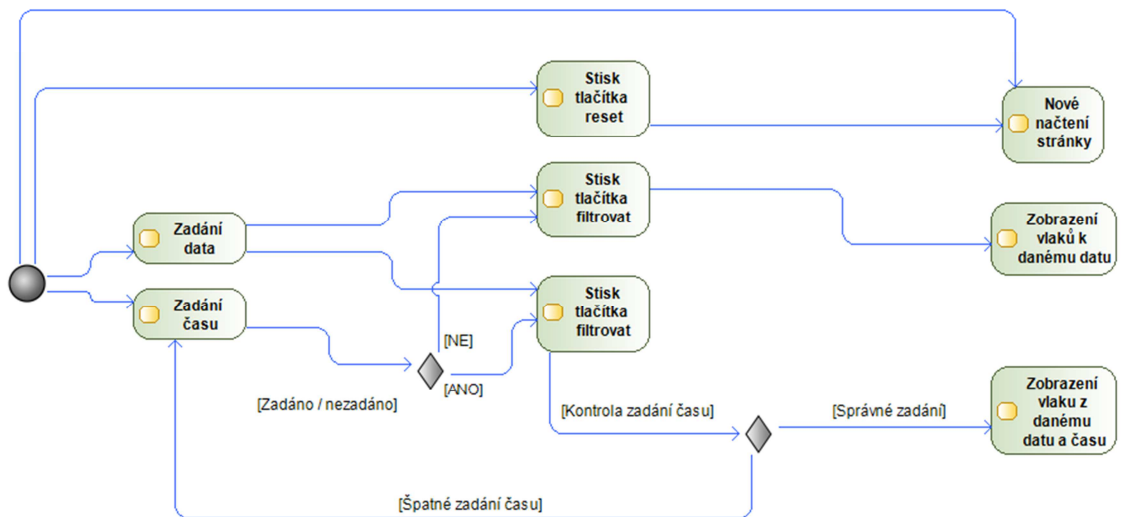 Stisk
tlačítka
reset
Nové
načtení
stránky
Stisk
tlačítka
filtrovat
Zadání
data
Zobrazení
vlaků k
danému datu
Zadání
času
Stisk
tlačítka
filtrovat
[NE]
[ANO]
[Zadáno / nezadáno]
[Kontrola zadání času]
[Správné zadání]
Zobrazení
vlaku z
danému
datu a času
[Špatné zadání času]